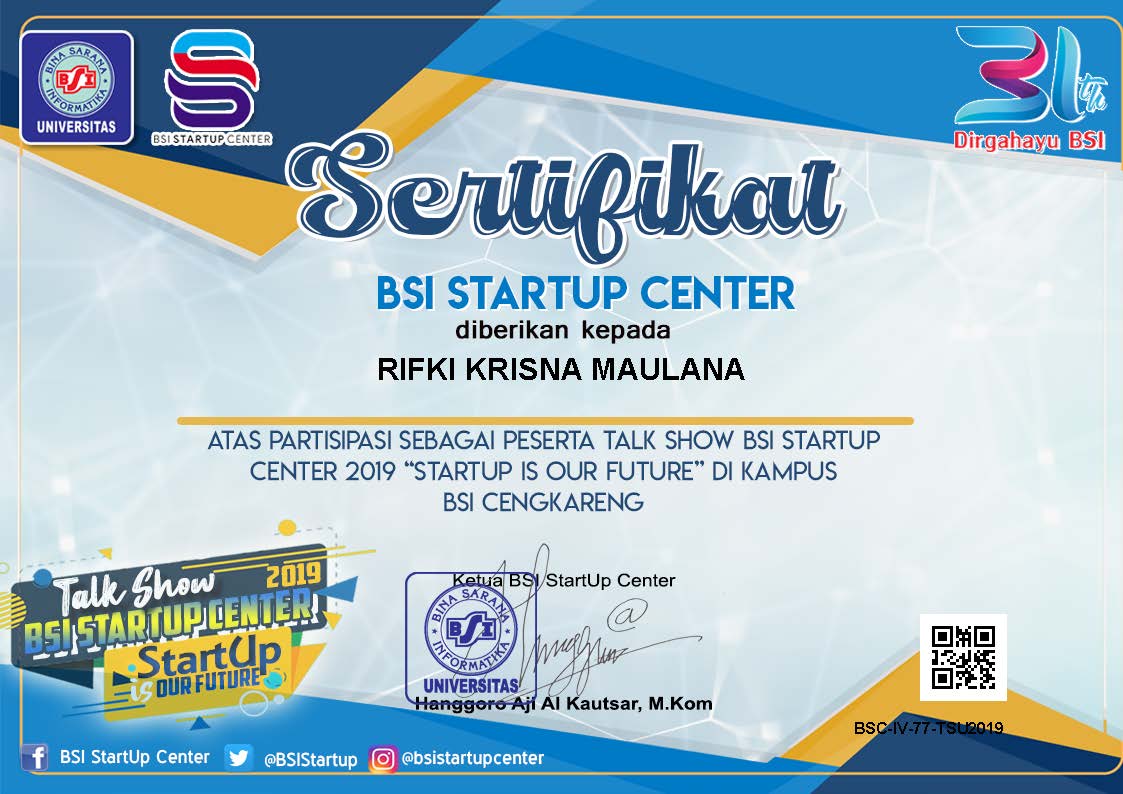 BINA SARANA
BSI
INFORMATIKA
UNIVERSITAS
BSI STARTUP CENTER
31 th
Dirgahayu BSI
Sertifikat
BSI STARTUP CENTER
diberikan kepada
RIFKI KRISNA MAULANA
ATAS PARTISIPASI SEBAGAI PESERTA TALK SHOW BSI STARTUP
CENTER 2019 “STARTUP IS OUR FUTURE” DI KAMPUS
BSI CENGKARENG
Talk Show 2019
BSI STARTUP CENTER
StartUp
is OUR FUTURE
Ketua BSI StartUp Center
BINA SARANA
BSI
INFORMATIKA
UNIVERSITAS
Hanggoro Aji Al Kautsar, M.Kom
BSC-IV-77-TSU2019
BSI StartUp Center @BSIStartup @bsistartupcenter